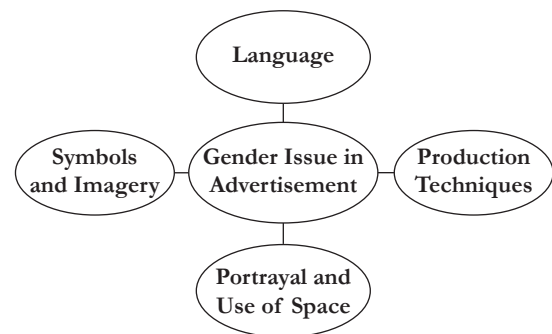 Language
Symbols
and Imagery
Gender Issue in
Advertisement
Production
Techniques
Portrayal and
Use of Space